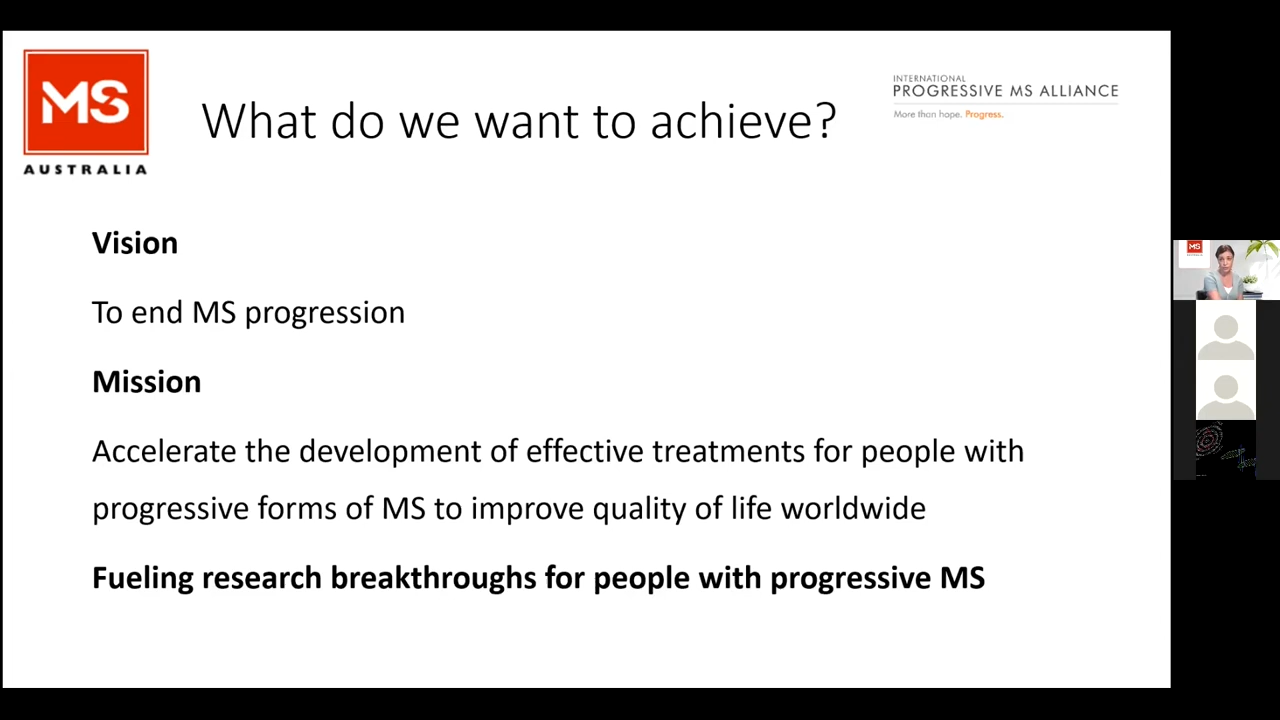 MS
AUSTRALIA
What do we want to achieve?
INTERNATIONAL
PROGRESSIVE MS ALLIANCE
More than hope. Progress.
Vision
To end MS progression
Mission
Accelerate the development of effective treatments for people with
progressive forms of MS to improve quality of life worldwide
Fueling research breakthroughs for people with progressive MS
MS